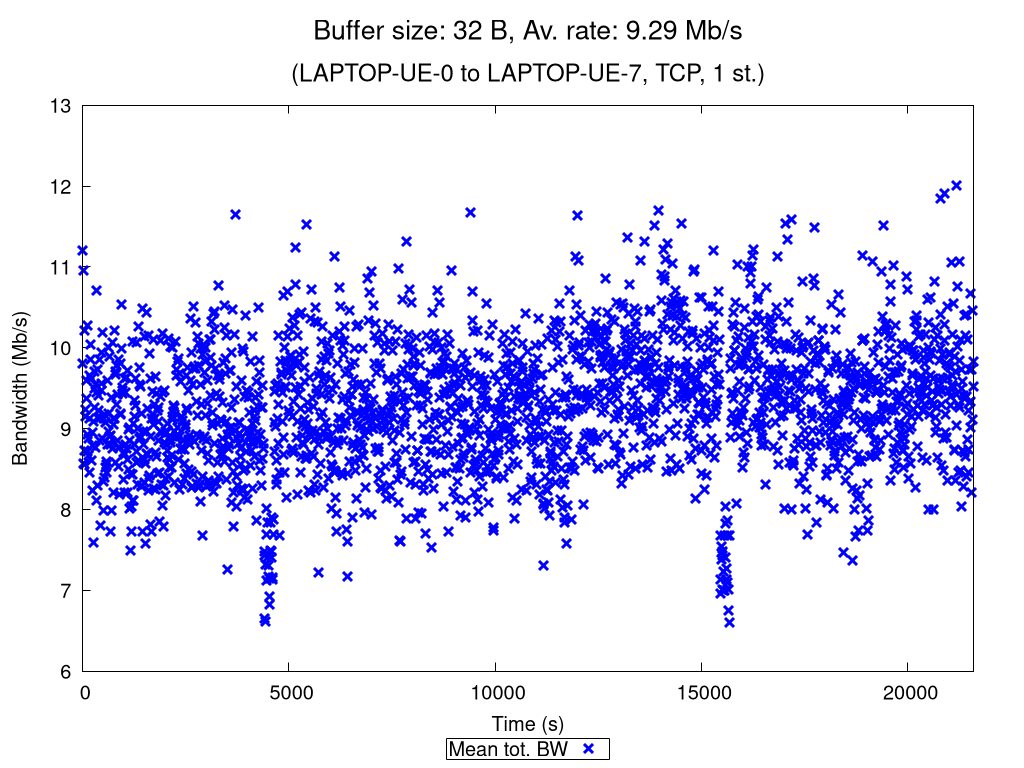 Buffer size: 32 B, Av. rate: 9.29 Mb/s
(LAPTOP-UE-0 to LAPTOP-UE-7, TCP, 1 st.)
13
12
11
10
9
8
7
6
Bandwidth (Mb/s)
0 5000 10000 15000 20000
Time (s)
Mean tot. BW